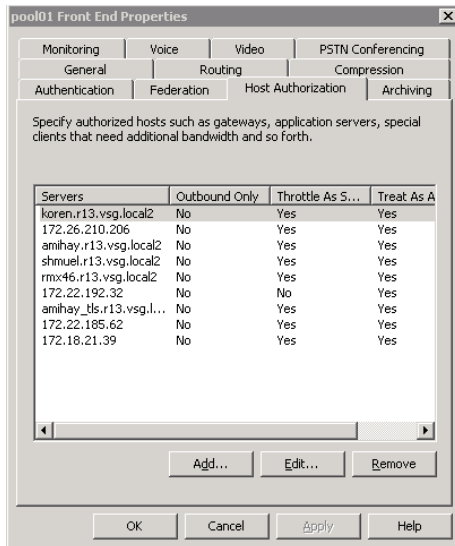 pool01 Front End Properties
Monitoring Voice Video PSTN Conferencing
General Routing Compression
Authentication Federation Host Authorization Archiving
Specify authorized hosts such as gateways, application servers, special
clients that need additional bandwidth and so forth.
Servers Outbound Only Throttle As S... Treat As A
koren.r13.vsg.local2 No Yes Yes
172.26.210.206 No Yes Yes
amihay.r13.vsg.local2 No Yes Yes
shmuel.r13.vsg.local2 No Yes Yes
rmx46.r13.vsg.local2 No Yes Yes
172.22.192.32 No No Yes
amihay_tls.r13.vsg.l... No Yes Yes
172.22.185.62 No Yes Yes
172.18.21.39 No Yes Yes
Add... Edit... Remove
OK Cancel Apply Help